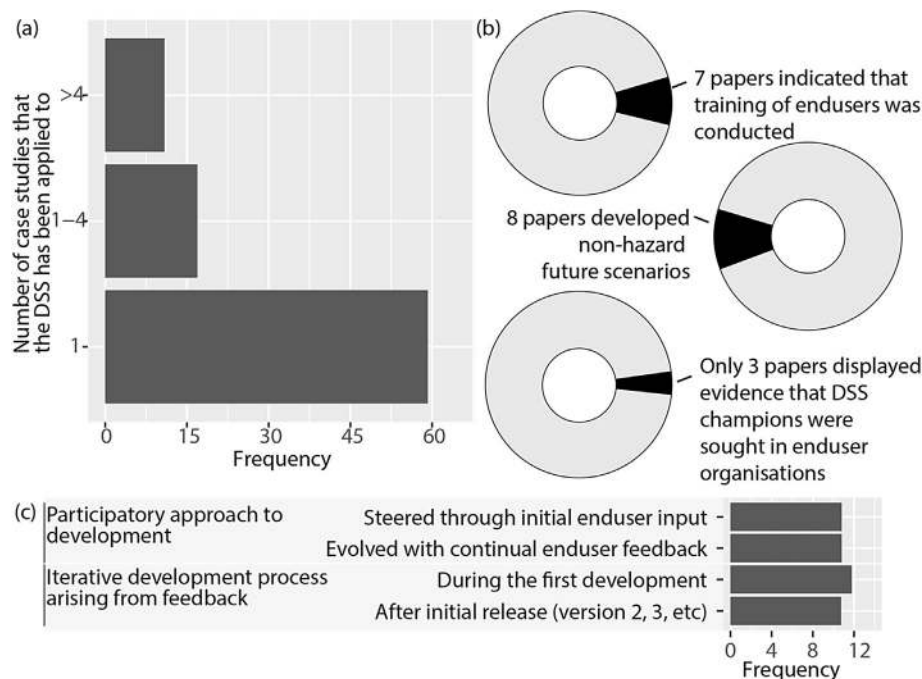 (a)
Number of case studies that
the DSS has been applied to
>4
1–4
1
0 15 30 45 60
Frequency
(b)
7 papers indicated that
training of endusers was
conducted
8 papers developed
non-hazard
future scenarios
Only 3 papers displayed
evidence that DSS
champions were
sought in enduser
organisations
(c)
Participatory approach to
development
Steered through initial enduser input
Evolved with continual enduser feedback
Iterative development process
arising from feedback
During the first development
After initial release (version 2, 3, etc)
0 4 8 12
Frequency